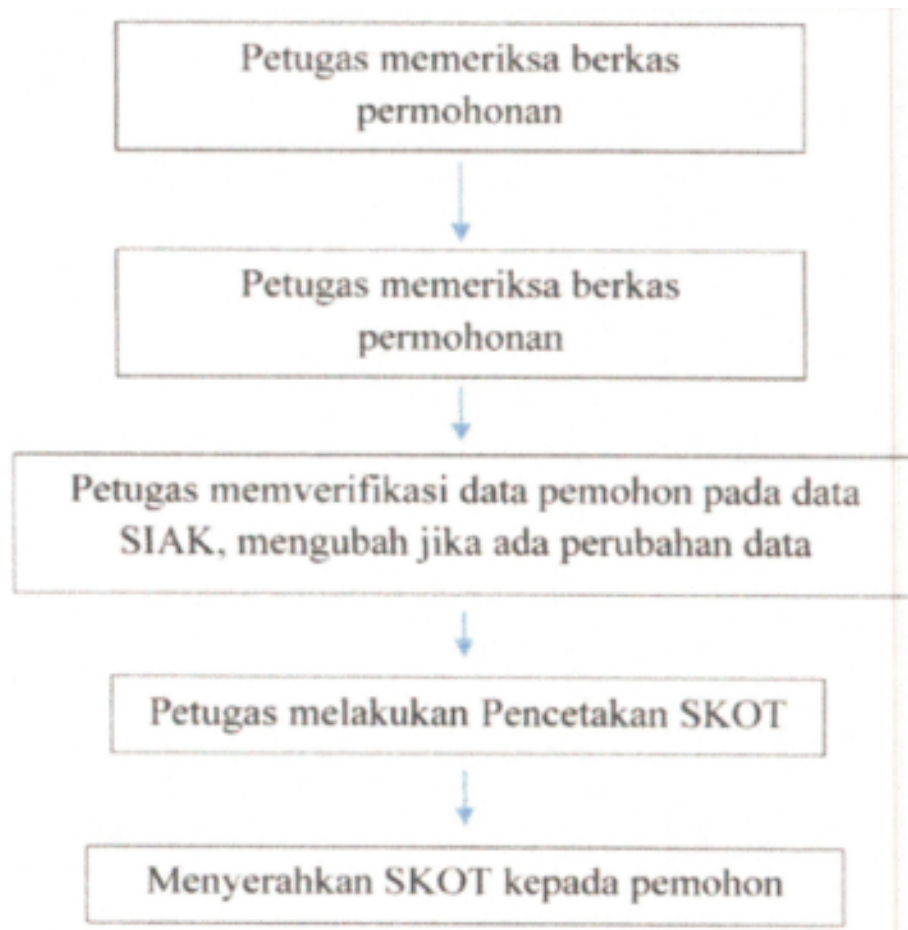 Petugas memeriksa berkas
permohonan
Petugas memeriksa berkas
permohonan
Petugas memverifikasi data pemohon pada data
SIAK, mengubah jika ada perubahan data
Petugas melakukan Pencetakan SKOT
Menyerahkan SKOT kepada pemohon